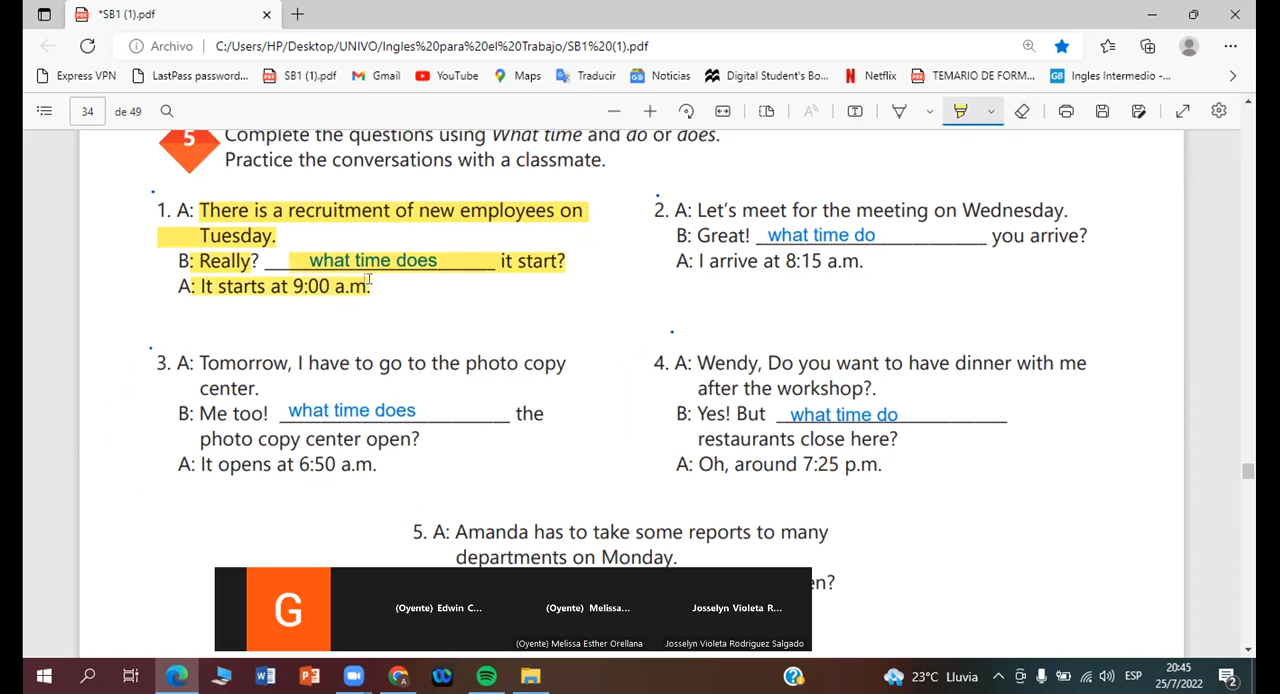 *SB1 (1).pdf
Archivo C:/Users/HP/Desktop/UNIVO/Ingles%20para%20el%20Trabajo/SB1%20(1).pdf
Express VPN LastPass password... SB1 (1).pdf Gmail YouTube Maps Traducir Noticias Digital Student's Bo... Netflix TEMARIO DE FORM... Ingles Intermedio -...
34 de 49
5 Complete the questions using What time and do or does.
Practice the conversations with a classmate.
1. A: There is a recruitment of new employees on
Tuesday.
B: Really? what time does it start?
A: It starts at 9:00 a.m.
2. A: Let's meet for the meeting on Wednesday.
B: Great! what time do you arrive?
A: I arrive at 8:15 a.m.
3. A: Tomorrow, I have to go to the photo copy
center.
B: Me too! what time does the
photo copy center open?
A: It opens at 6:50 a.m.
4. A: Wendy, Do you want to have dinner with me
after the workshop?.
B: Yes! But what time do
restaurants close here?
A: Oh, around 7:25 p.m.
5. A: Amanda has to take some reports to many
departments on Monday.
en?
G
(Oyente) Edwin C... (Oyente) Melissa... Josselyn Violeta R...
(Oyente) Melissa Esther Orellana Josselyn Violeta Rodriguez Salgado
23°C Lluvia ESP 20:45
25/7/2022 2